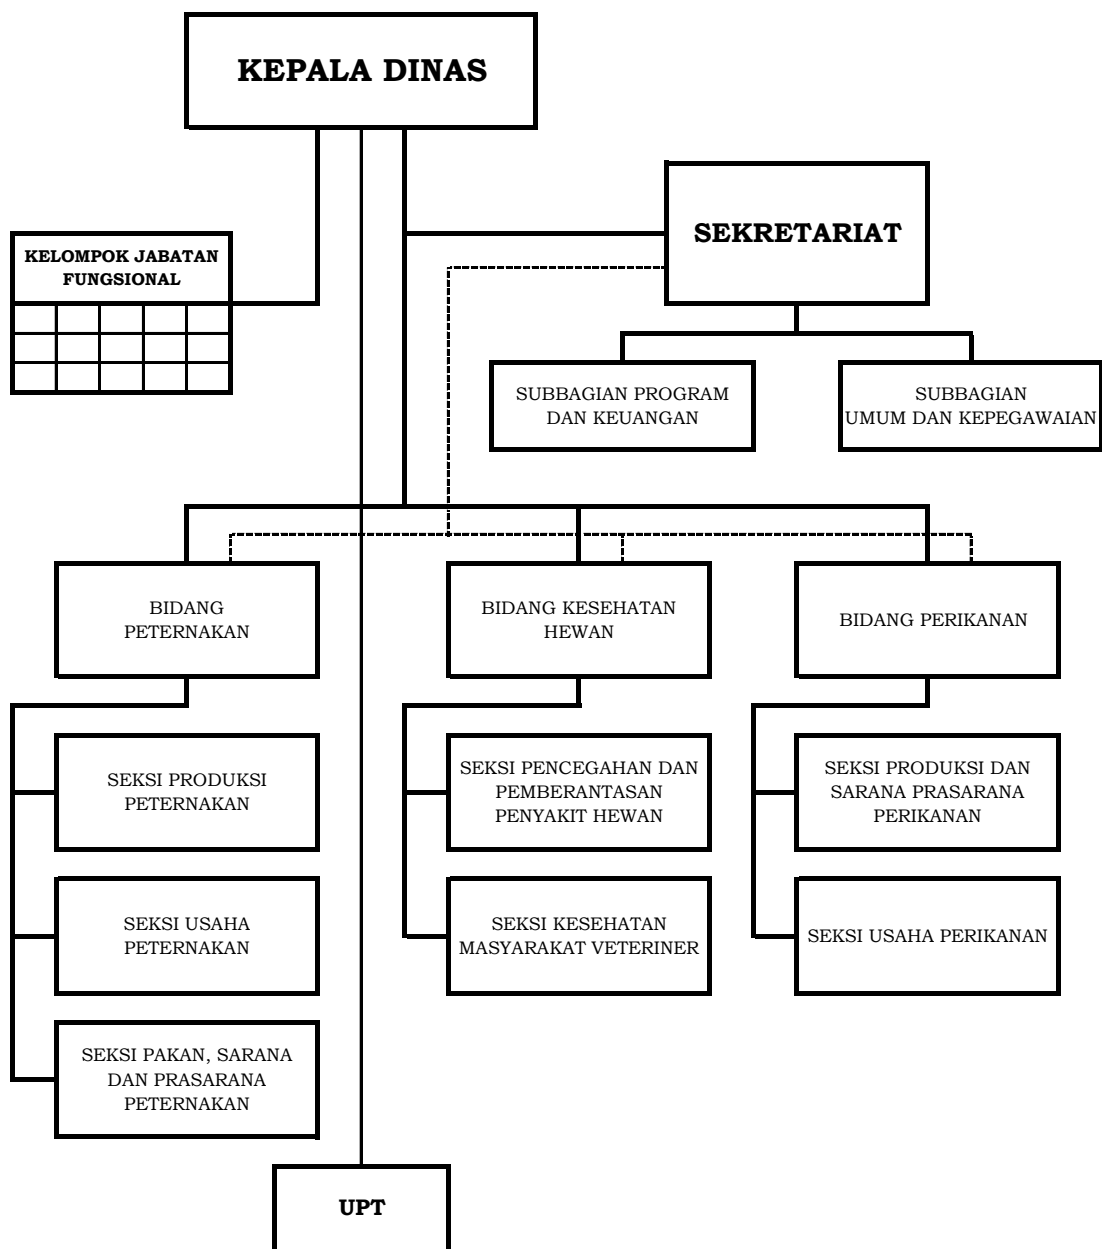 KEPALA DINAS
SEKRETARIAT
KELOMPOK JABATAN
FUNGSIONAL
SUBBAGIAN PROGRAM
DAN KEUANGAN
SUBBAGIAN
UMUM DAN KEPEGAWAIAN
BIDANG
PETERNAKAN
BIDANG KESEHATAN
HEWAN
BIDANG PERIKANAN
SEKSI PRODUKSI
PETERNAKAN
SEKSI PENCEGAHAN DAN
PEMBERANTASAN
PENYAKIT HEWAN
SEKSI PRODUKSI DAN
SARANA PRASARANA
PERIKANAN
SEKSI USAHA
PETERNAKAN
SEKSI KESEHATAN
MASYARAKAT VETERINER
SEKSI USAHA PERIKANAN
SEKSI PAKAN, SARANA
DAN PRASARANA
PETERNAKAN
UPT